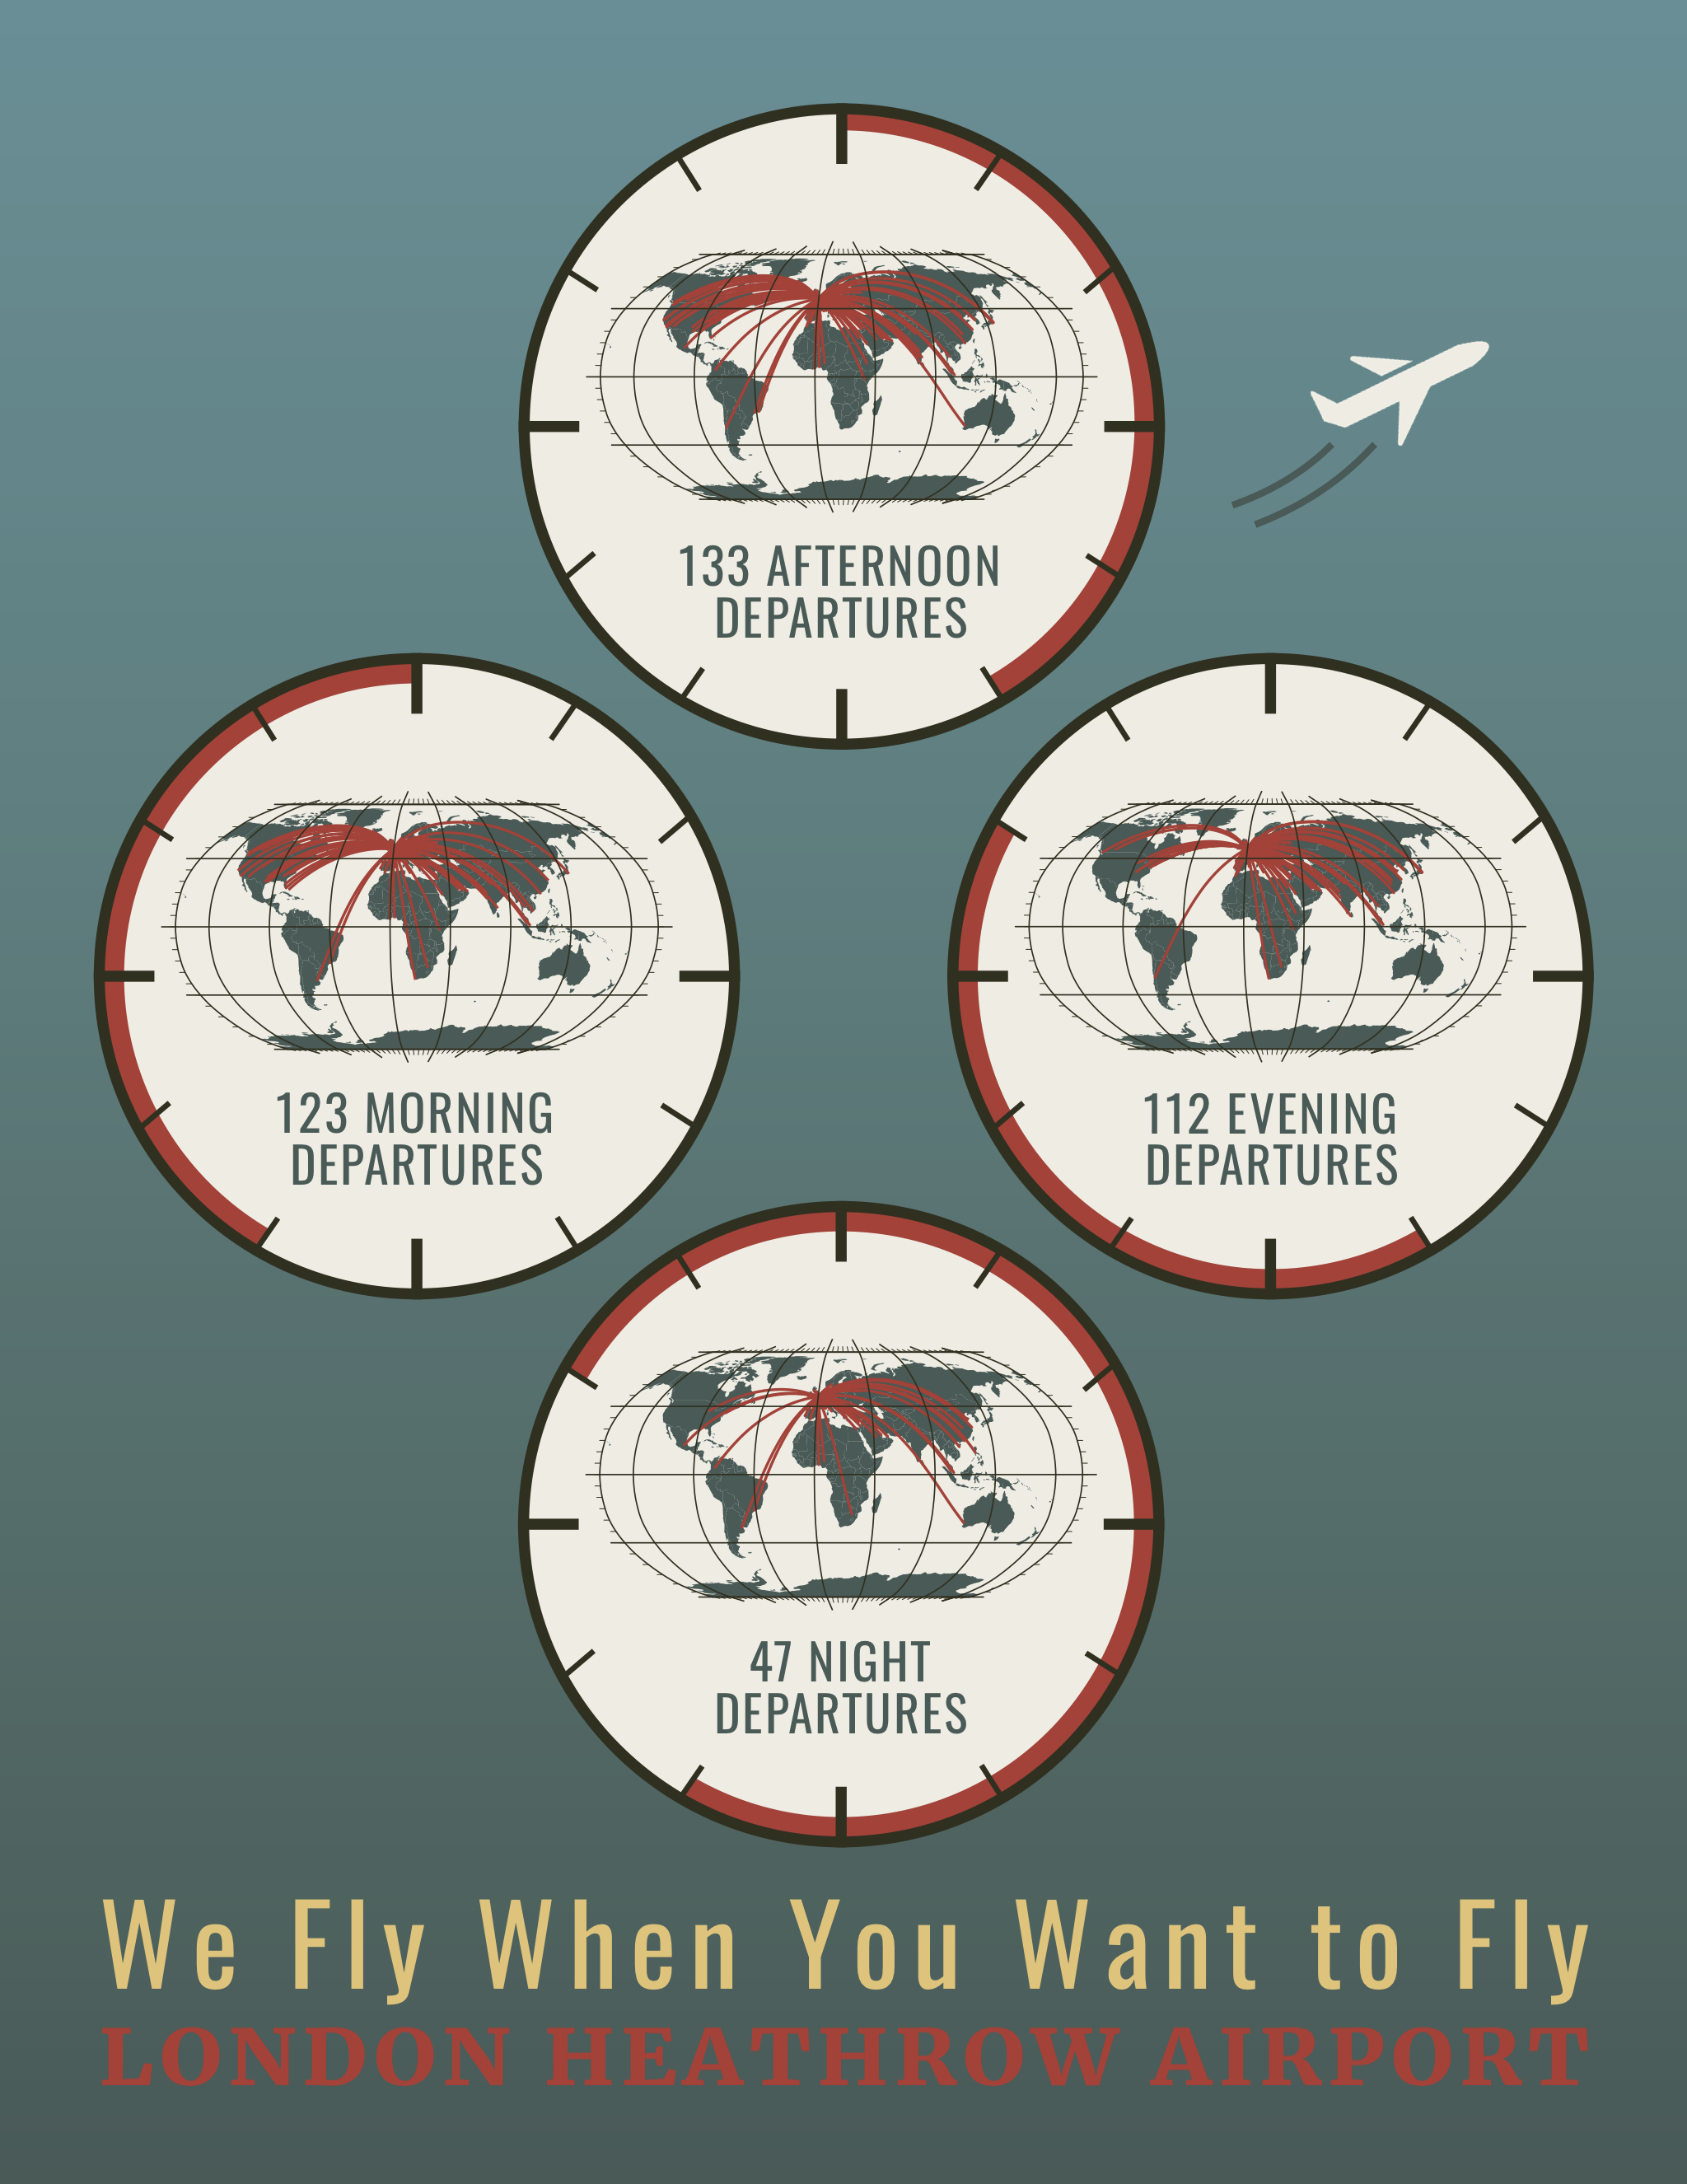 133 AFTERNOON
DEPARTURES
123 MORNING
DEPARTURES
112 EVENING
DEPARTURES
47 NIGHT
DEPARTURES
We Fly When You Want to Fly
LONDON HEATHROW AIRPORT